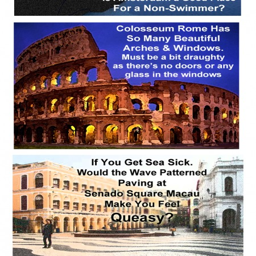 For a Non-Swimmer?
Colosseum Rome Has
So Many Beautiful
Arches & Windows.
Must be a bit draughty
as there's no doors or any
glass in the windows
If You Get Sea Sick.
Would the Wave Patterned
Paving at
Senado Square Macau
Make You Feel
Queasy?